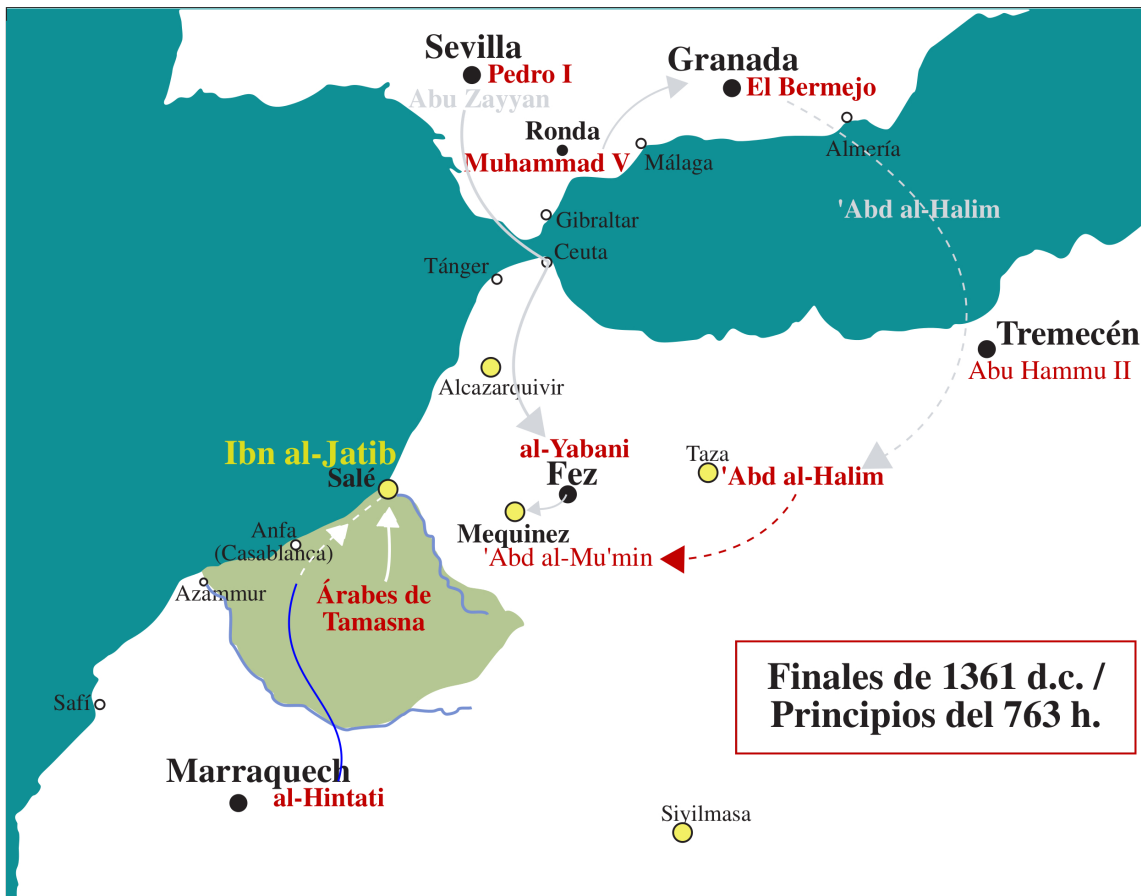 Sevilla
Pedro I
Abu Zayyan
Granada
El Bermejo
Ronda
Muhammad V
Málaga
Almería
'Abd al-Halim
Gibraltar
Ceuta
Tánger
Tremecén
Abu Hammu II
Alcazarquivir
Ibn al-Jatib
Salé
al-Yabani
Fez
Taza
'Abd al-Halim
Mequinez
'Abd al-Mu'min
Anfa
(Casablanca)
Azammur
Árabes de
Tamasna
Safí
Marraquech
al-Hintati
Siyilmasa
Finales de 1361 d.c. /
Principios del 763 h.